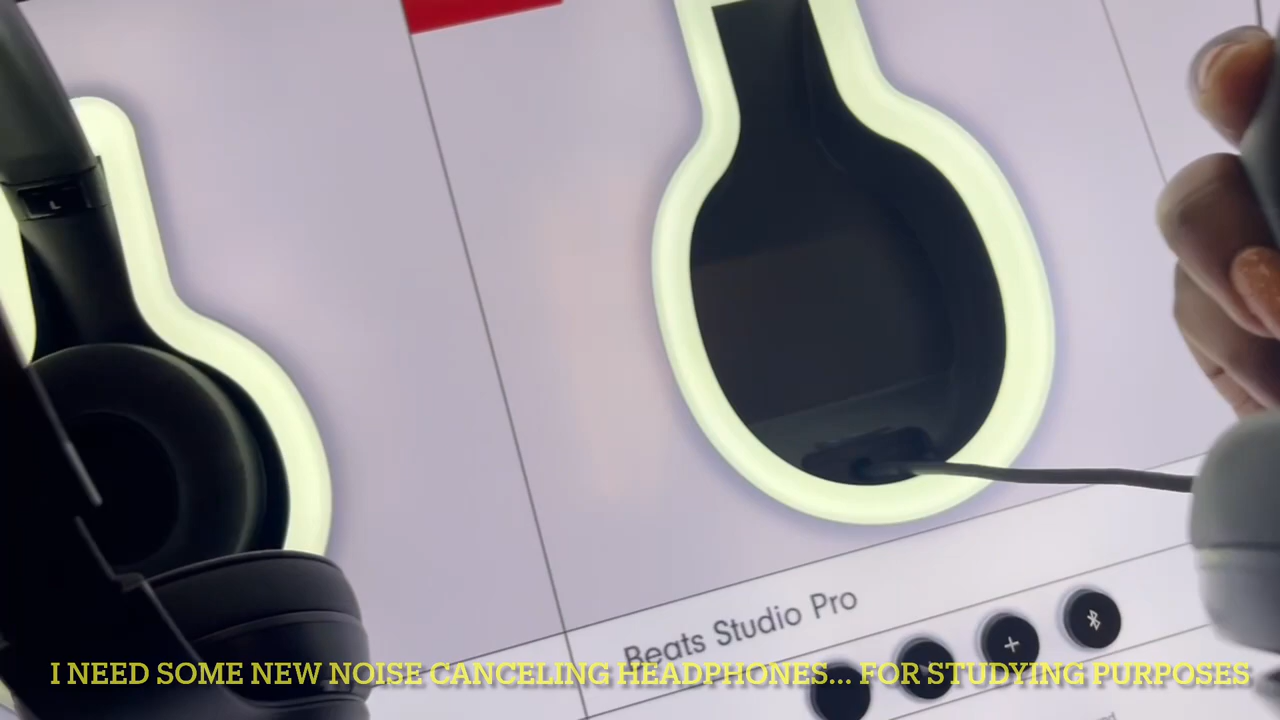 L
Beats Studio Pro
I NEED SOME NEW NOISE CANCELING HEADPHONES... FOR STUDYING PURPOSES